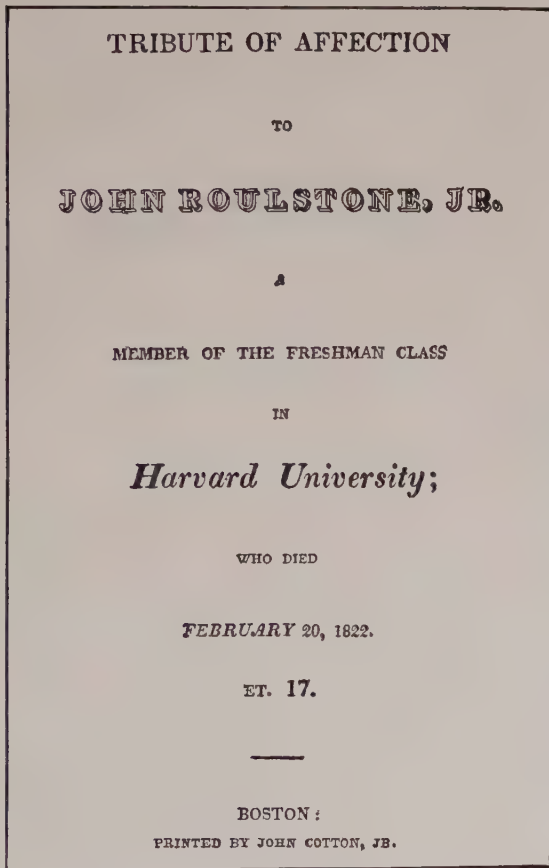 TRIBUTE OF AFFECTION
TO
JOHN ROULSTONE, JR.
A
MEMBER OF THE FRESHMAN CLASS
IN
Harvard University;
WHO DIED
FEBRUARY 20, 1822.
ET. 17.
BOSTON:
PRINTED BY JOHN COTTON, JR.